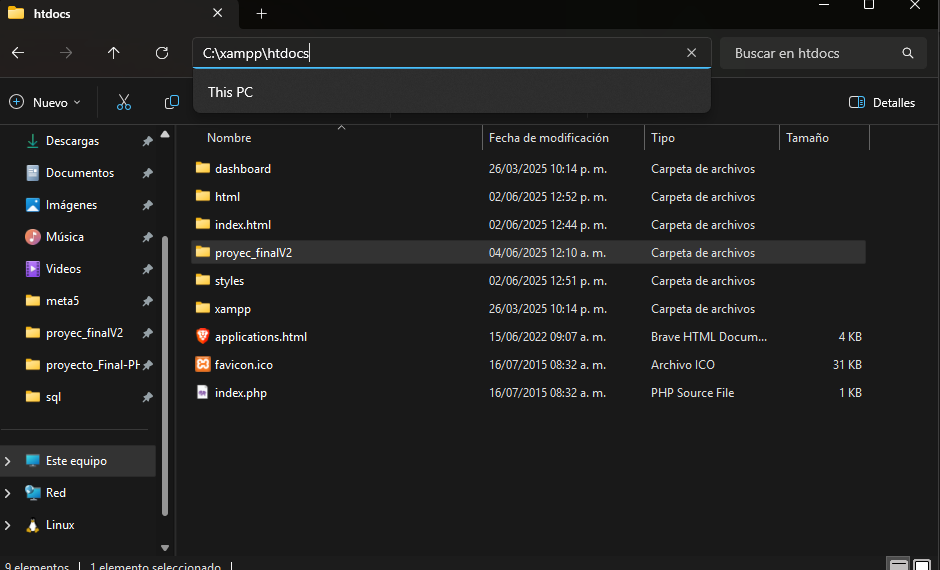 htdocs
C:\xampp\htdocs
Buscar en htdocs
This PC
Nuevo
Detalles
Nombre Fecha de modificación Tipo Tamaño
Descargas
Documentos
Imágenes
Música
Videos
meta5
proyec_finalV2
proyecto_Final-PH
sql
Este equipo
Red
Linux
dashboard 26/03/2025 10:14 p. m. Carpeta de archivos
html 02/06/2025 12:52 p. m. Carpeta de archivos
index.html 02/06/2025 12:44 p. m. Carpeta de archivos
proyec_finalV2 04/06/2025 12:10 a. m. Carpeta de archivos
styles 02/06/2025 12:51 p. m. Carpeta de archivos
xampp 26/03/2025 10:14 p. m. Carpeta de archivos
applications.html 15/06/2022 09:07 a. m. Brave HTML Docum... 4 KB
favicon.ico 16/07/2015 08:32 a. m. Archivo ICO 31 KB
index.php 16/07/2015 08:32 a. m. PHP Source File 1 KB
9 elementos 1 elemento seleccionado